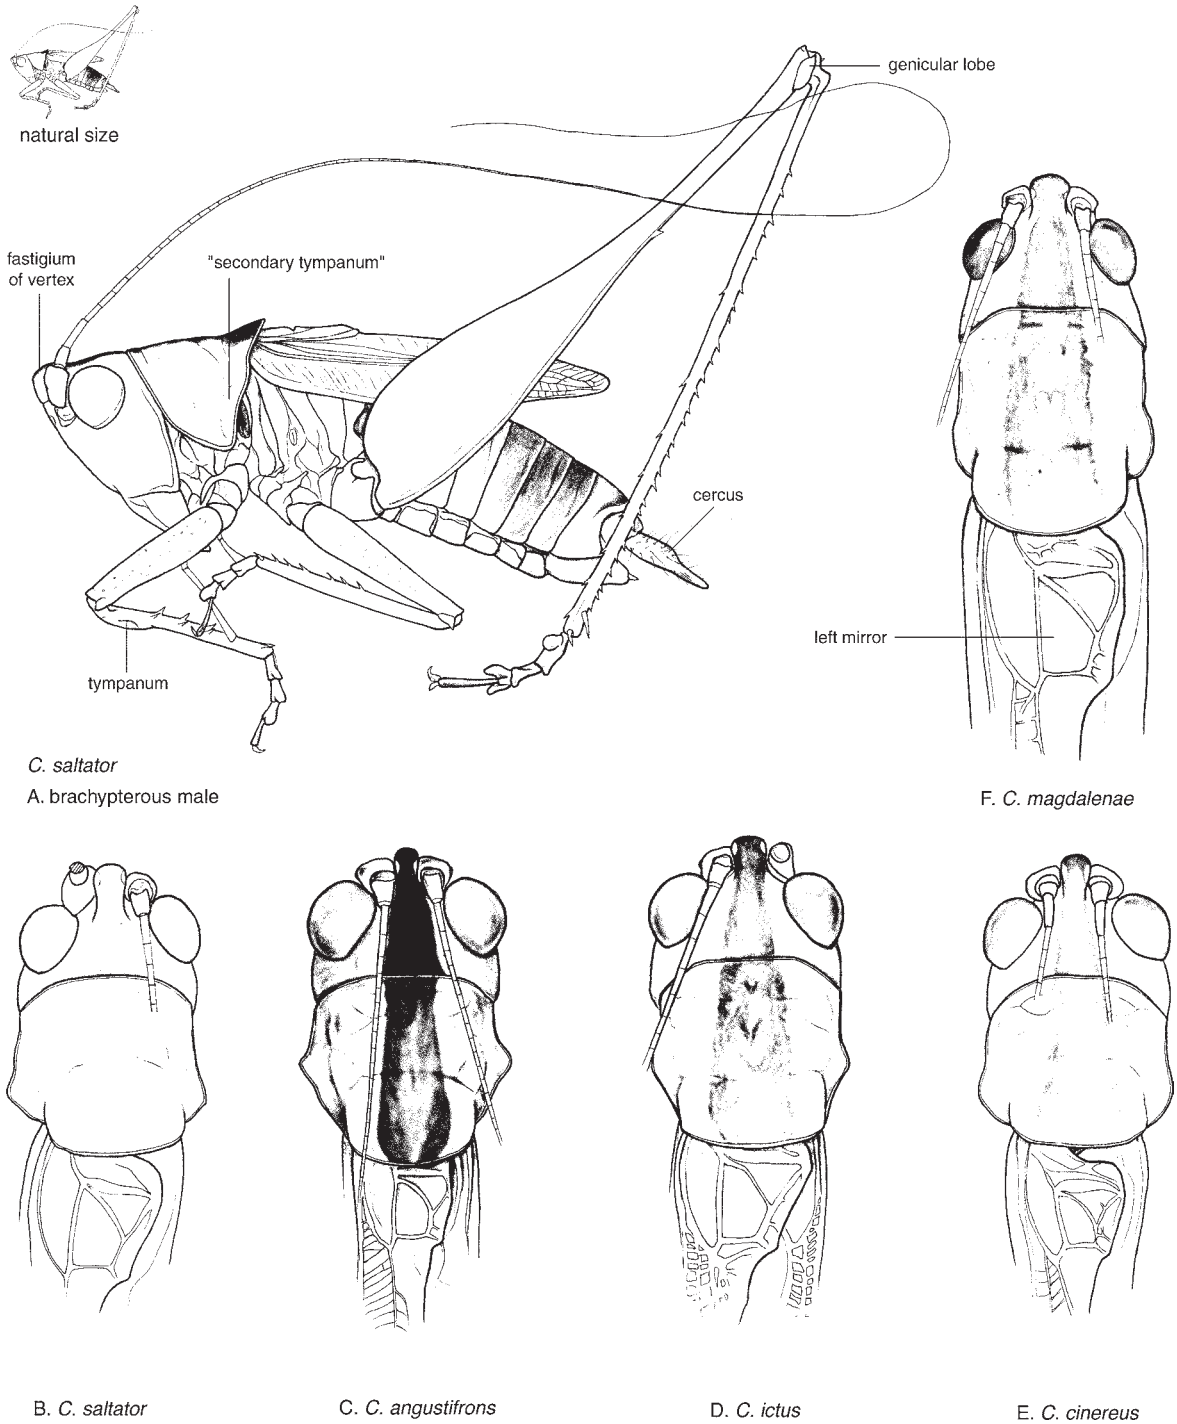 natural size
genicular lobe
fastigium
of vertex
"secondary tympanum"
cercus
left mirror
tympanum
C. saltator
A. brachypterous male
F. C. magdalenae
B. C. saltator
C. C. angustifrons
D. C. ictus
E. C. cinereus